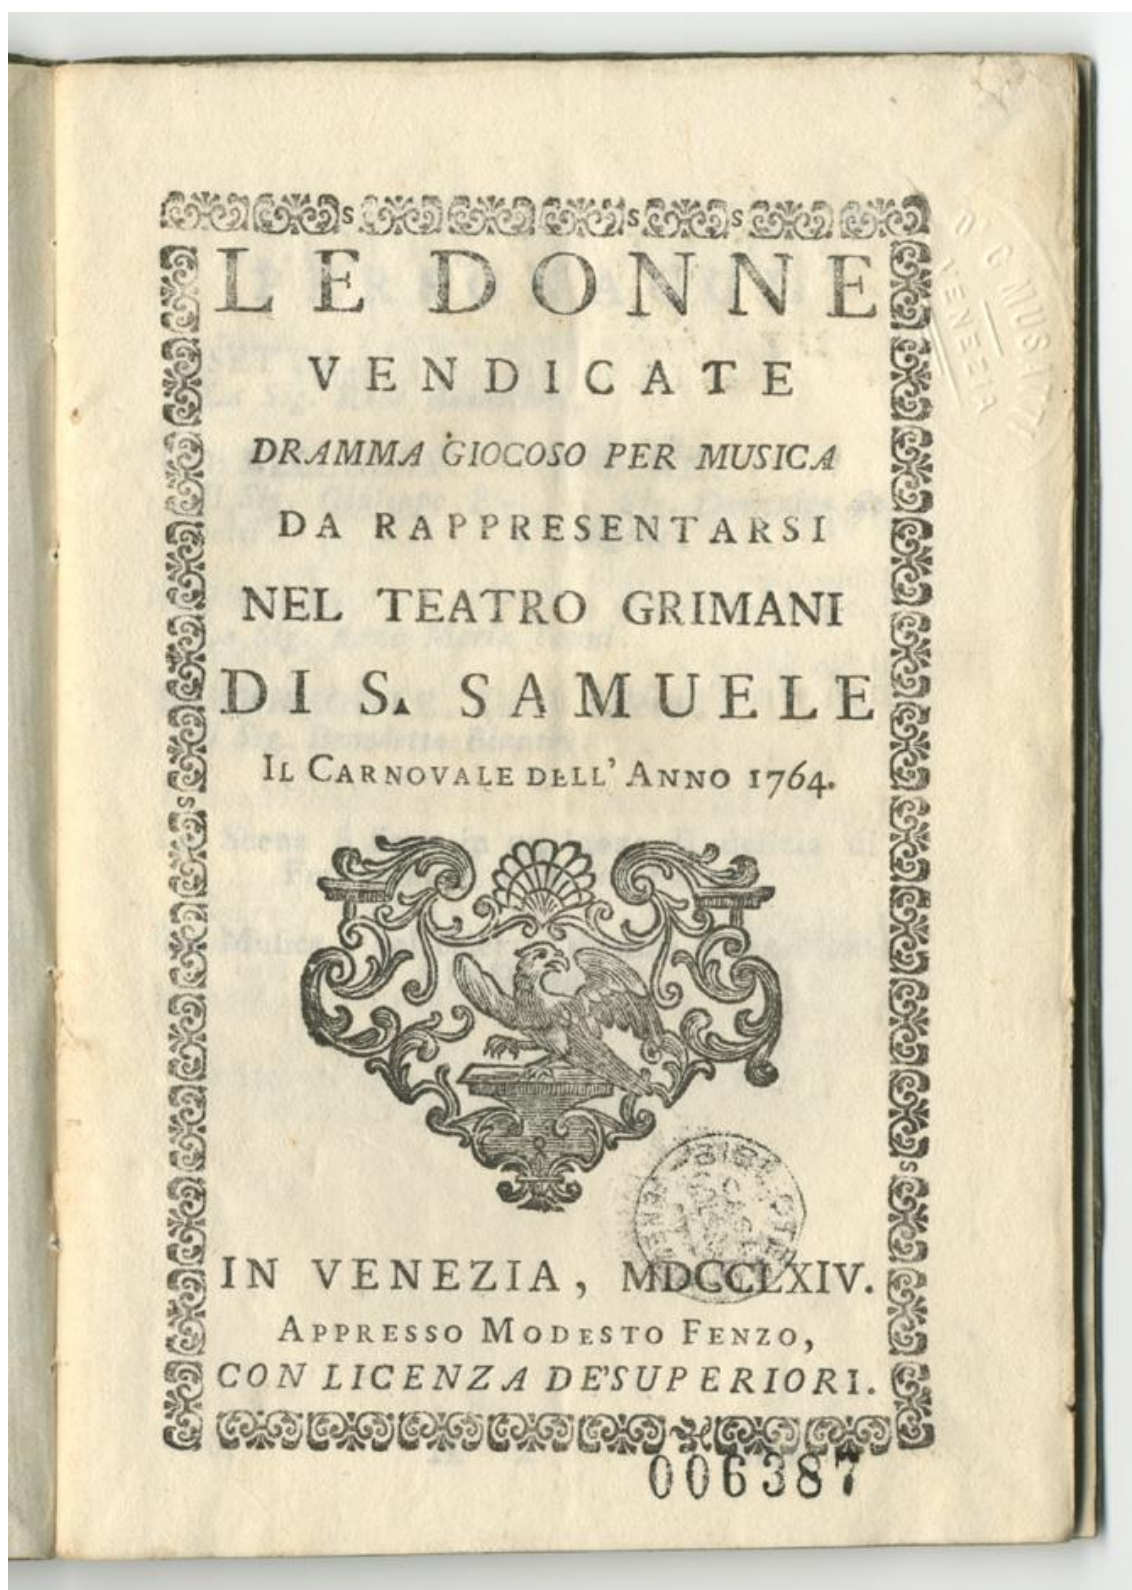 LE DONNE
VENDICATE
DRAMMA GIOCOSO PER MUSICA
DA RAPPRESENTARSI
NEL TEATRO GRIMANI
DI S. SAMUELE
IL CARNOVALE DELL' ANNO 1764.
IN VENEZIA, MDCCLXIV.
APPRESSO MODESTO FENZO,
CON LICENZA DE'SUPERIORI.
006387
VENEZIA